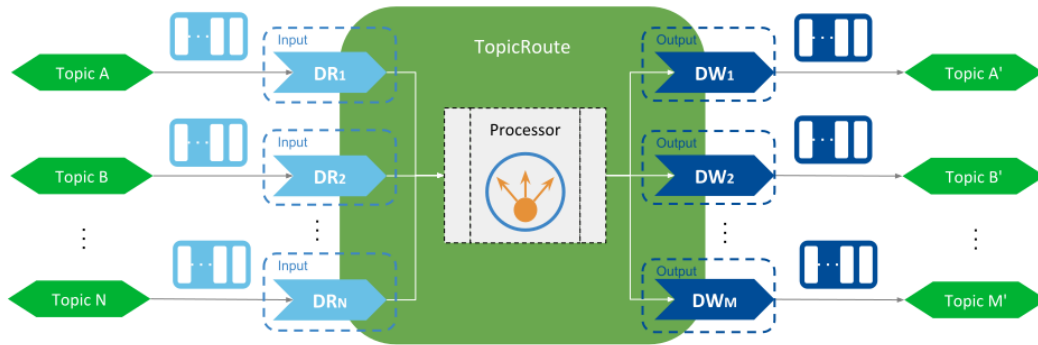 TopicRoute
Input
Output
Topic A
...
DR1
DW1
...
Topic A'
Processor
Input
Output
Topic B
...
DR2
DW2
...
Topic B'
Input
Output
Topic N
...
DRN
DWM
...
Topic M'